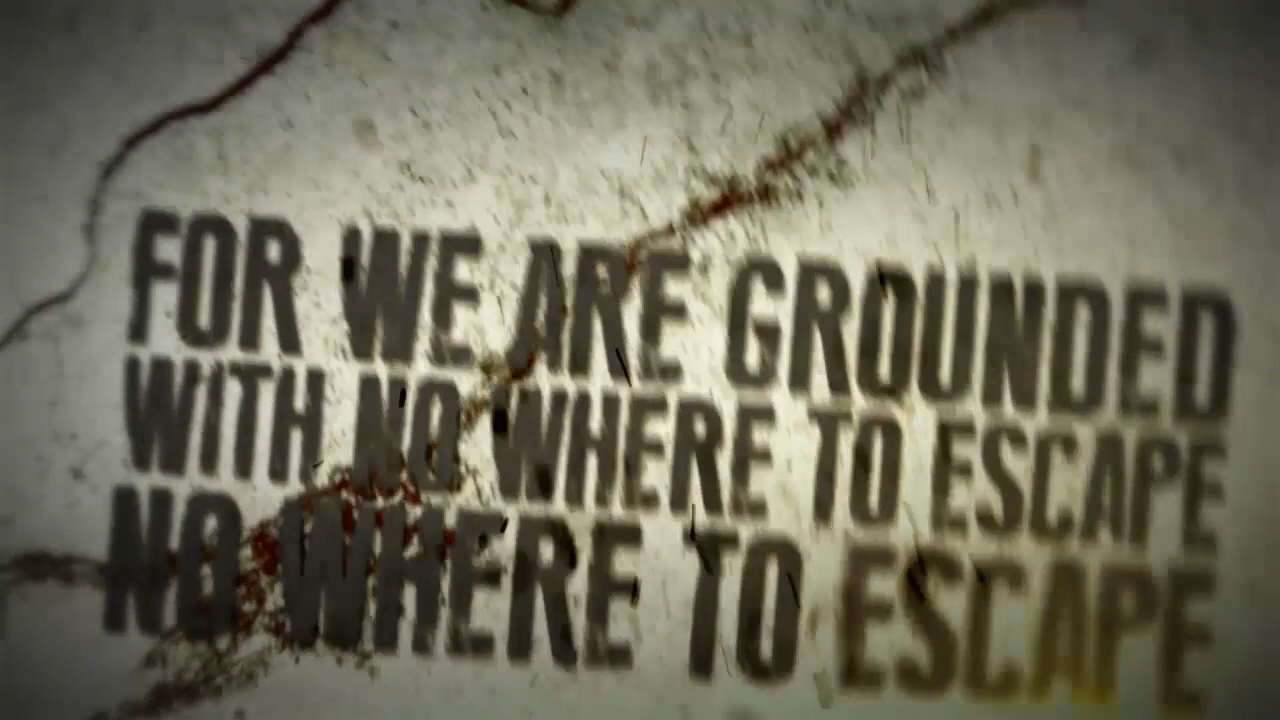 FOR WE ARE GROUNDED
WITH NO WHERE TO ESCAPE
NO WHERE TO ESCAPE